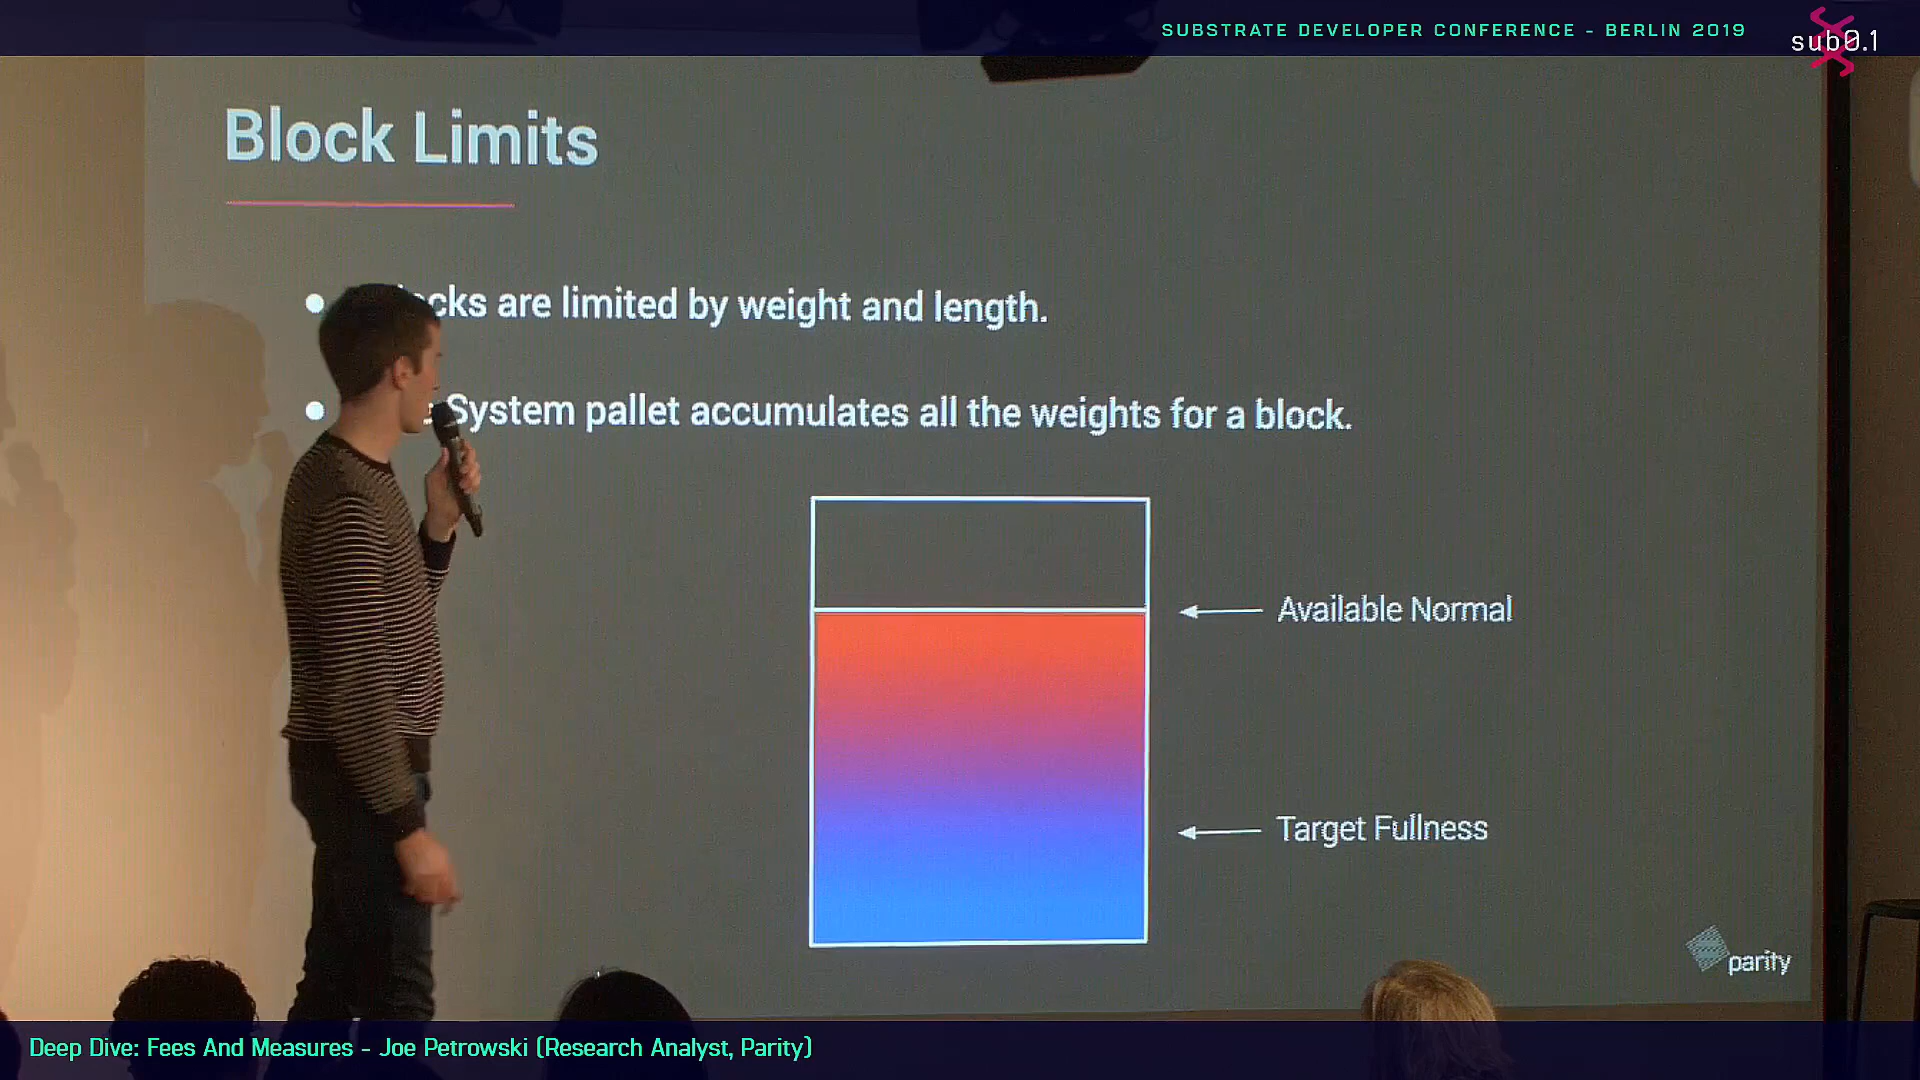 SUBSTRATE DEVELOPER CONFERENCE - BERLIN 2019
sub0.1
Block Limits
are limited by weight and length.
System pallet accumulates all the weights for a block.
Available Normal
Target Fullness
parity
Deep Dive: Fees And Measures - Joe Petrowski (Research Analyst, Parity)